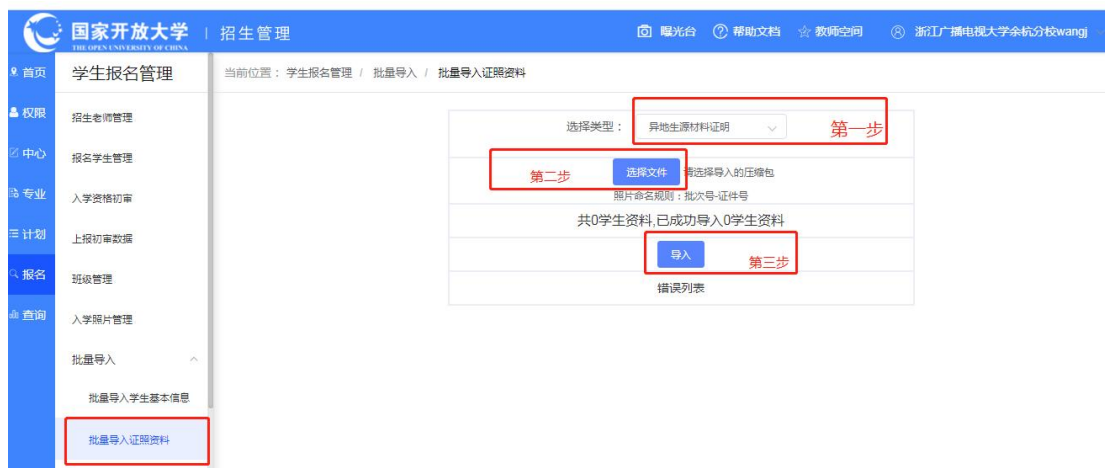 国家开放大学 | 招生管理
THE OPEN UNIVERSITY OF CHINA
曝光台 帮助文档 教师空间 浙江广播电视大学余杭分校wangj
首页
权限
中心
专业
计划
报名
查询
学生报名管理
招生老师管理
报名学生管理
入学资格初审
上报初审数据
班级管理
入学照片管理
批量导入
批量导入学生基本信息
批量导入证照资料
当前位置： 学生报名管理 / 批量导入 / 批量导入证照资料
选择类型： 异地生源材料证明 第一步
第二步 选择文件 请选择导入的压缩包
照片命名规则：批次号-证件号
共0学生资料,已成功导入0学生资料
导入 第三步
错误列表